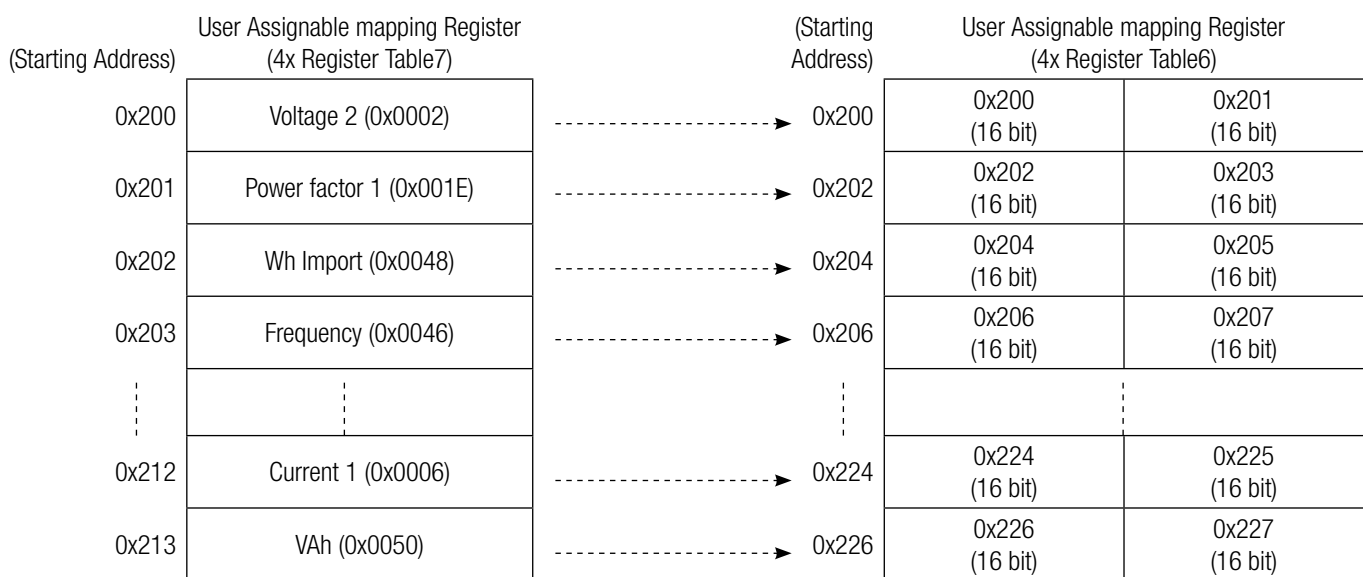 User Assignable mapping Register
(4x Register Table7)
(Starting Address)
(Starting
Address)
User Assignable mapping Register
(4x Register Table6)
0x200
Voltage 2 (0x0002)
0x200
0x200
(16 bit)
0x201
(16 bit)
0x201
Power factor 1 (0x001E)
0x202
0x202
(16 bit)
0x203
(16 bit)
0x202
Wh Import (0x0048)
0x204
0x204
(16 bit)
0x205
(16 bit)
0x203
Frequency (0x0046)
0x206
0x206
(16 bit)
0x207
(16 bit)
0x212
Current 1 (0x0006)
0x224
0x224
(16 bit)
0x225
(16 bit)
0x213
VAh (0x0050)
0x226
0x226
(16 bit)
0x227
(16 bit)